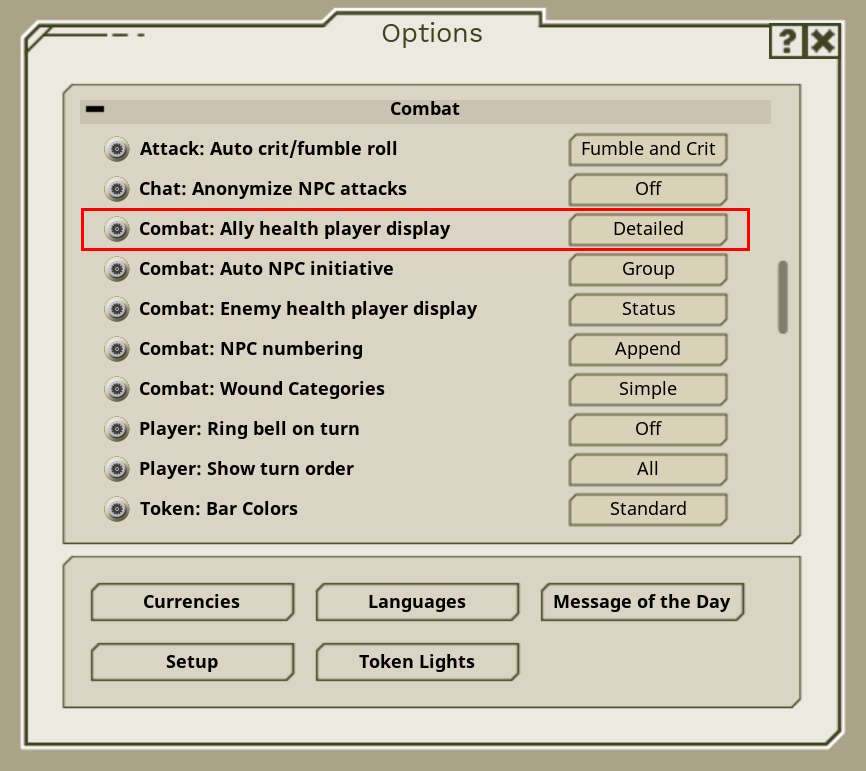 Options
?
Combat
Attack: Auto crit/fumble roll Fumble and Crit
Chat: Anonymize NPC attacks Off
Combat: Ally health player display Detailed
Combat: Auto NPC initiative Group
Combat: Enemy health player display Status
Combat: NPC numbering Append
Combat: Wound Categories Simple
Player: Ring bell on turn Off
Player: Show turn order All
Token: Bar Colors Standard
Currencies Languages Message of the Day
Setup Token Lights